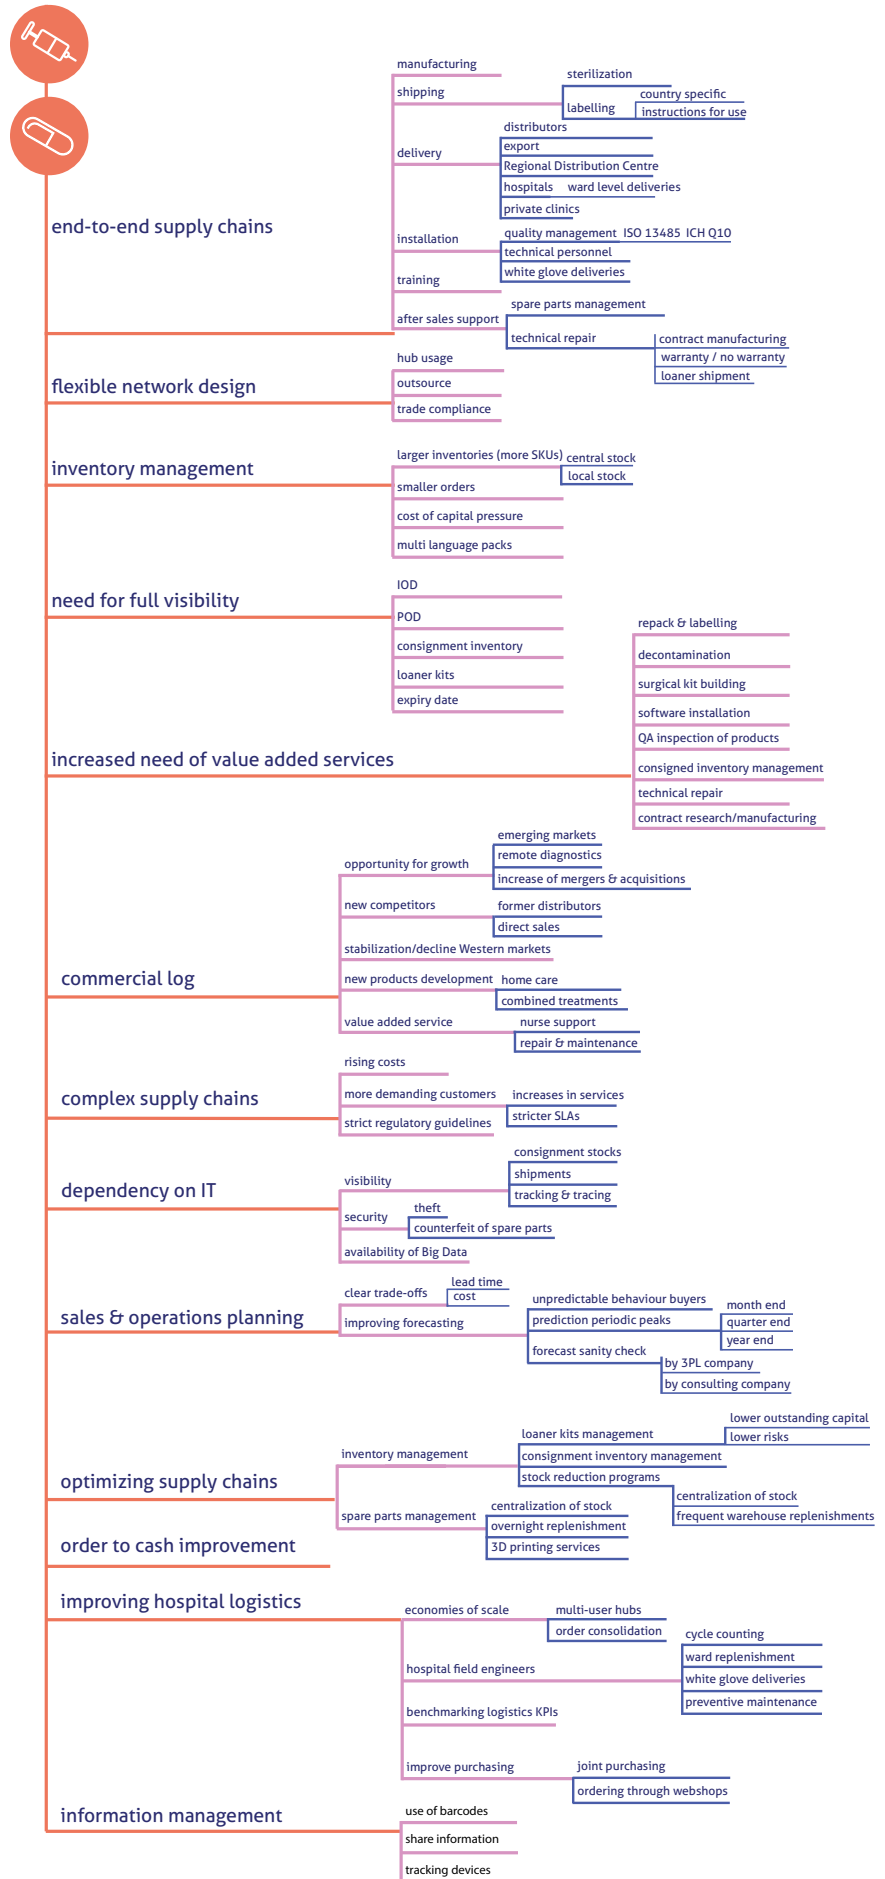 end-to-end supply chains
manufacturing
shipping
sterilization
labelling
country specific
instructions for use
delivery
distributors
export
Regional Distribution Centre
hospitals
ward level deliveries
private clinics
installation
quality management
ISO 13485 ICH Q10
technical personnel
white glove deliveries
training
after sales support
spare parts management
technical repair
contract manufacturing
warranty / no warranty
loaner shipment
flexible network design
hub usage
outsource
trade compliance
inventory management
larger inventories (more SKUs)
central stock
local stock
smaller orders
cost of capital pressure
multi language packs
need for full visibility
IOD
POD
consignment inventory
loaner kits
expiry date
increased need of value added services
repack & labelling
decontamination
surgical kit building
software installation
QA inspection of products
consigned inventory management
technical repair
contract research/manufacturing
commercial log
opportunity for growth
emerging markets
remote diagnostics
increase of mergers & acquisitions
new competitors
former distributors
direct sales
stabilization/decline Western markets
new products development
home care
combined treatments
value added service
nurse support
repair & maintenance
complex supply chains
rising costs
more demanding customers
increases in services
stricter SLAs
strict regulatory guidelines
dependency on IT
visibility
consignment stocks
shipments
tracking & tracing
security
theft
counterfeit of spare parts
availability of Big Data
sales & operations planning
clear trade-offs
lead time
cost
improving forecasting
unpredictable behaviour buyers
prediction periodic peaks
month end
quarter end
year end
forecast sanity check
by 3PL company
by consulting company
optimizing supply chains
inventory management
loaner kits management
lower outstanding capital
lower risks
consignment inventory management
stock reduction programs
centralization of stock
frequent warehouse replenishments
spare parts management
centralization of stock
overnight replenishment
3D printing services
order to cash improvement
improving hospital logistics
economies of scale
multi-user hubs
order consolidation
hospital field engineers
cycle counting
ward replenishment
white glove deliveries
preventive maintenance
benchmarking logistics KPIs
improve purchasing
joint purchasing
ordering through webshops
information management
use of barcodes
share information
tracking devices